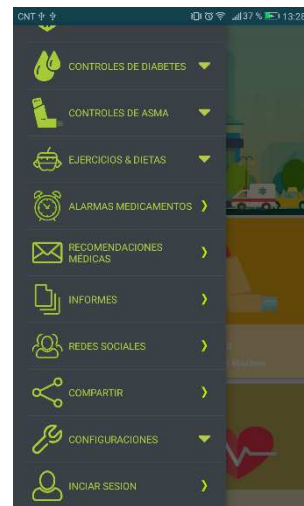 CNT
37 %
13:28
CONTROLES DE DIABETES
CONTROLES DE ASMA
EJERCICIOS & DIETAS
ALARMAS MEDICAMENTOS
RECOMENDACIONES
MÉDICAS
INFORMES
REDES SOCIALES
COMPARTIR
CONFIGURACIONES
INCIAR SESION